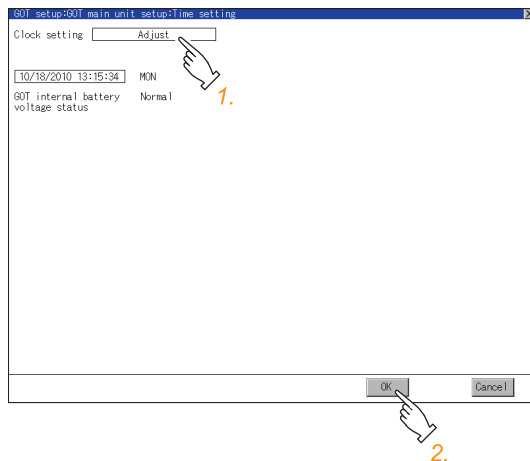 GOT setup:GOT main unit setup:Time setting
Clock setting Adjust
10/18/2010 13:15:34 MON
GOT internal battery Normal
voltage status
1.
OK Cancel
2.